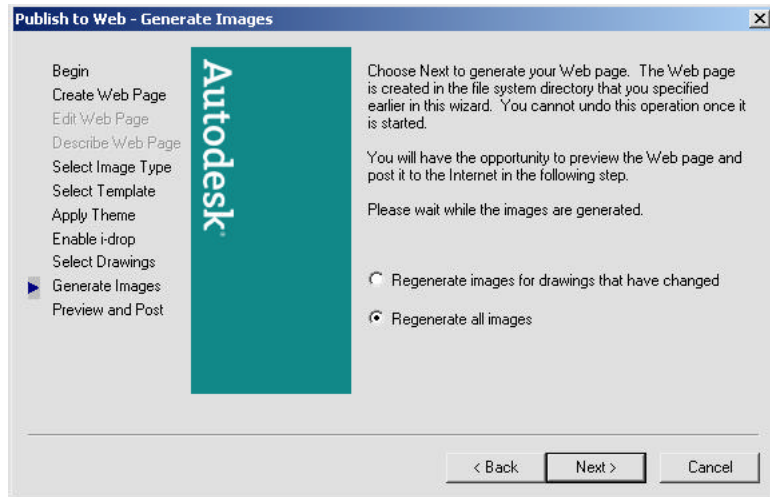 Publish to Web - Generate Images
Begin
Create Web Page
Edit Web Page
Describe Web Page
Select Image Type
Select Template
Apply Theme
Enable i-drop
Select Drawings
Generate Images
Preview and Post
Autodesk
Choose Next to generate your Web page. The Web page
is created in the file system directory that you specified
earlier in this wizard. You cannot undo this operation once it
is started.
You will have the opportunity to preview the Web page and
post it to the Internet in the following step.
Please wait while the images are generated.
Regenerate images for drawings that have changed
Regenerate all images
< Back
Next >
Cancel